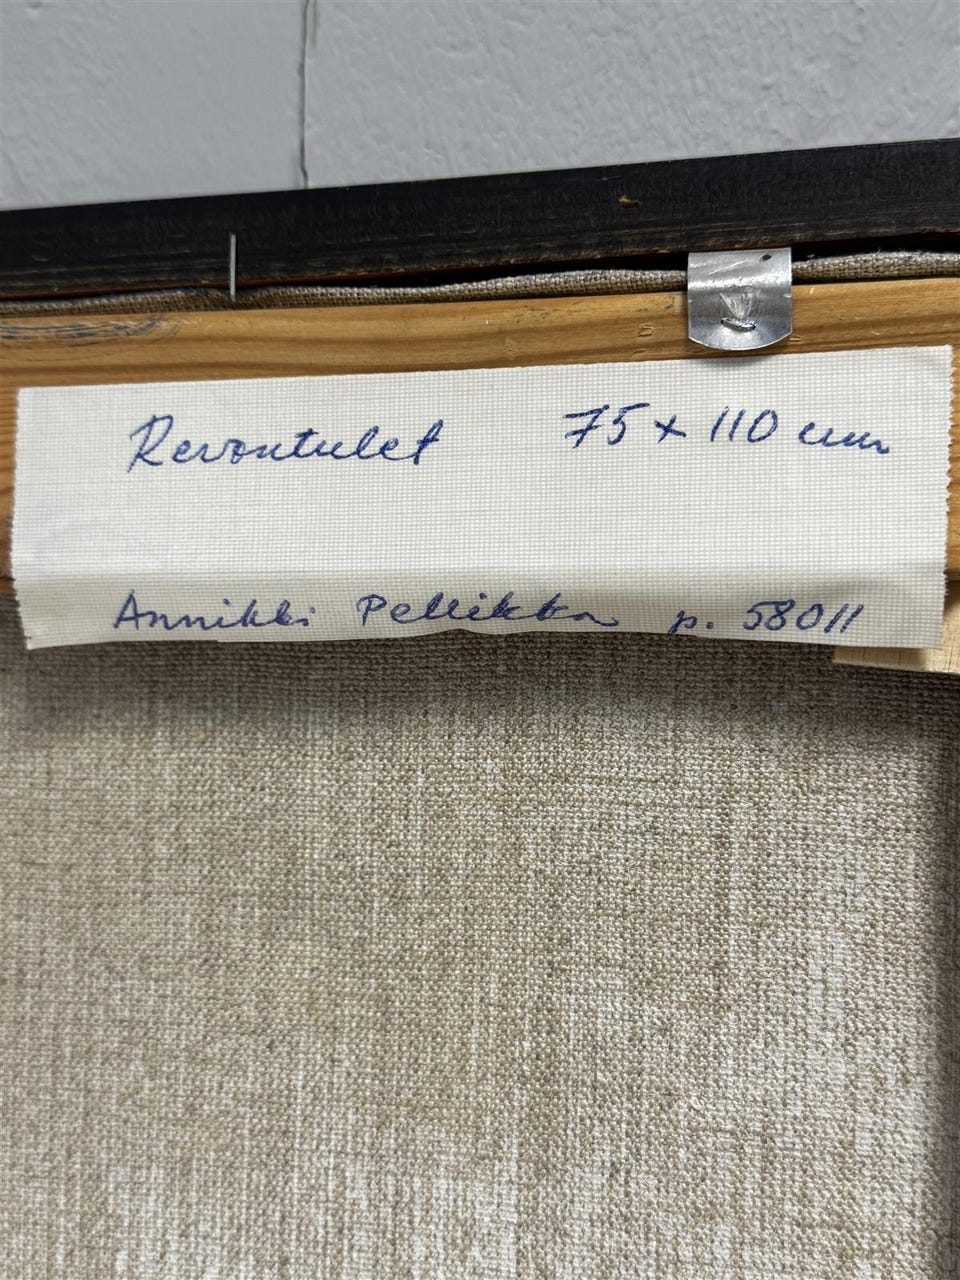 Revontulet 75 x 110 cm
Annikki Pellikka p. 58011